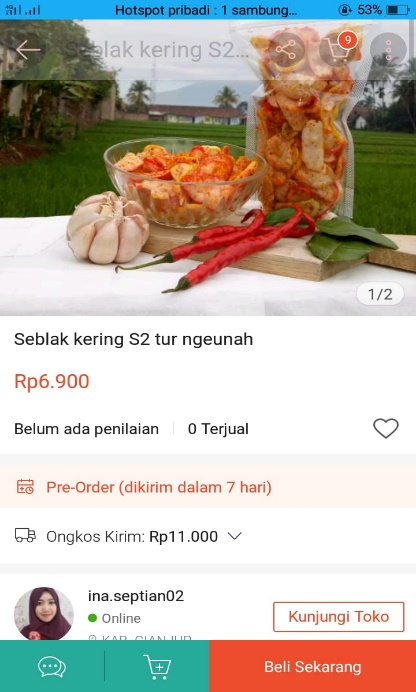 Hotspot pribadi : 1 sambung... 53%
blak kering S2...
9
1/2
Seblak kering S2 tur ngeunah
Rp6.900
Belum ada penilaian 0 Terjual
Pre-Order (dikirim dalam 7 hari)
Ongkos Kirim: Rp11.000
ina.septian02
Online
Kunjungi Toko
KAB. CIANJUR
Beli Sekarang